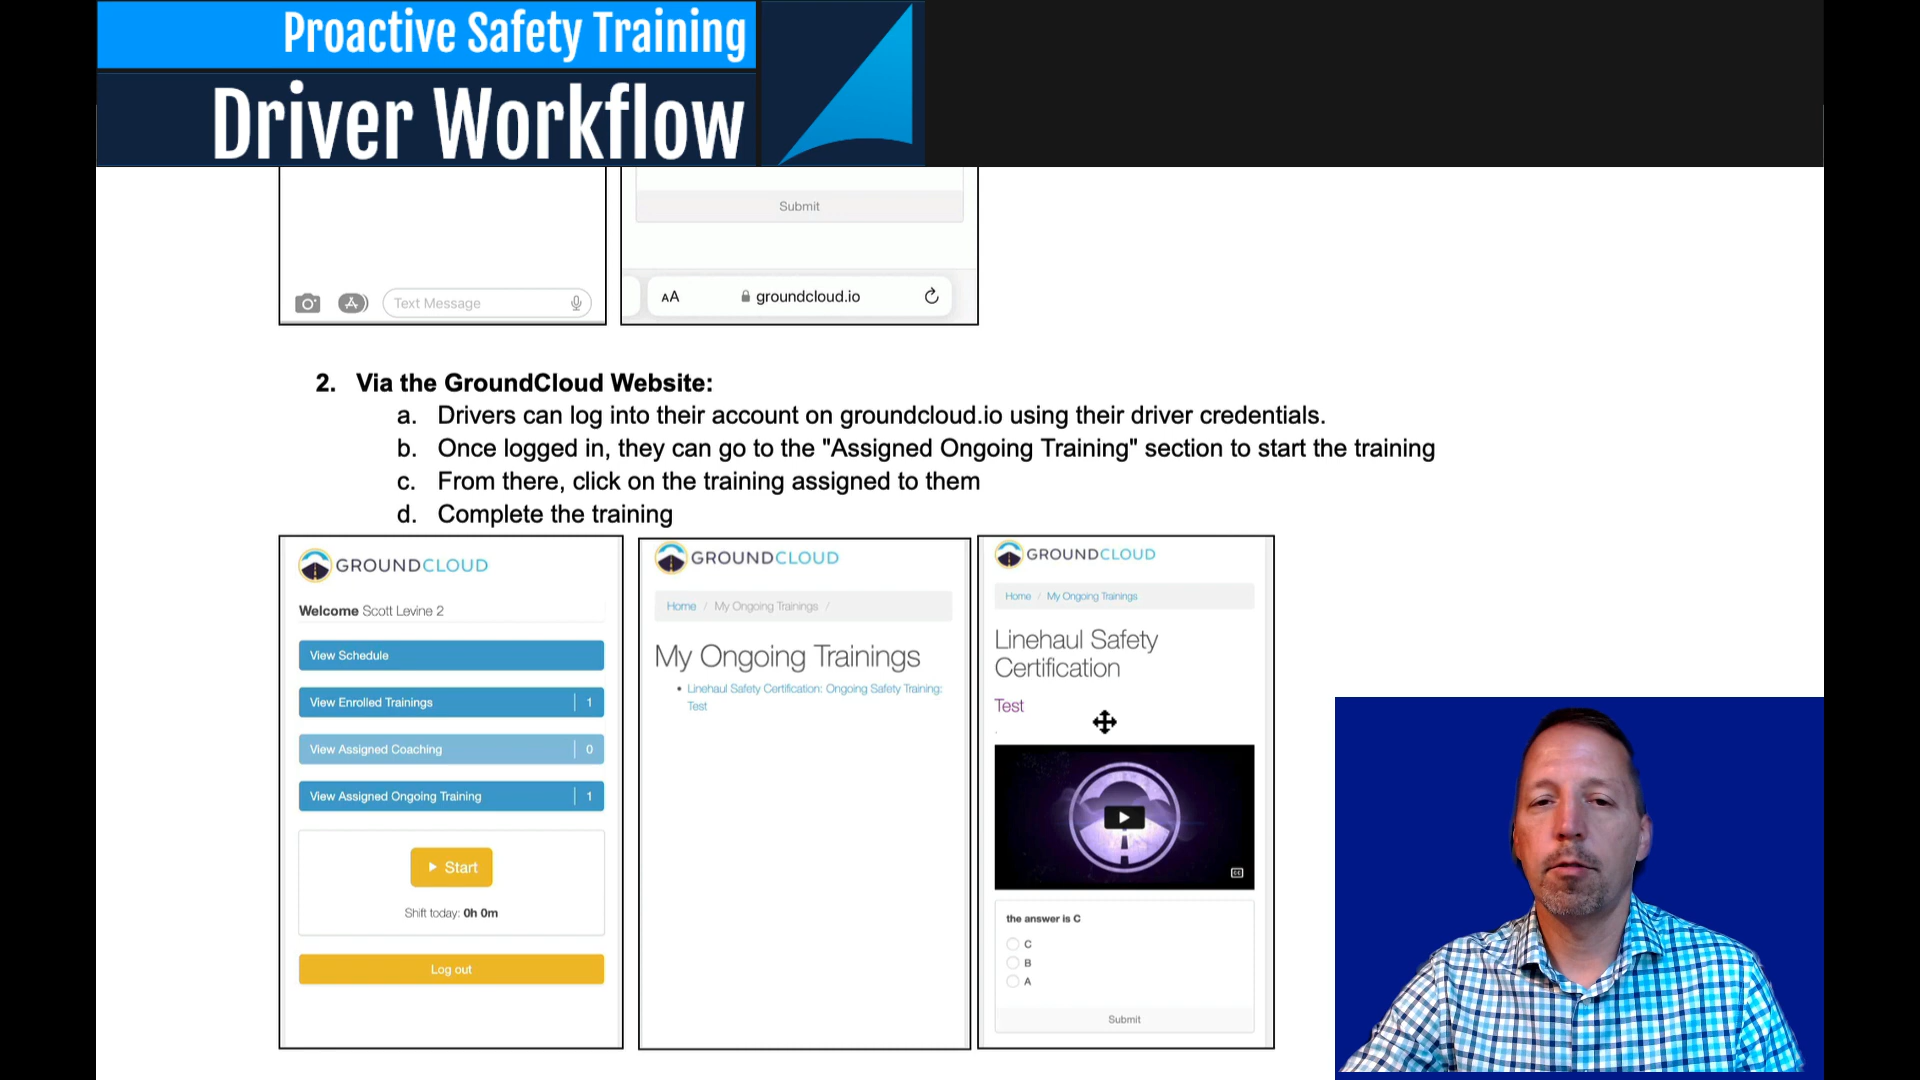 Proactive Safety Training
Driver Workflow
Submit
Text Message
AA groundcloud.io
2. Via the GroundCloud Website:
a. Drivers can log into their account on groundcloud.io using their driver credentials.
b. Once logged in, they can go to the "Assigned Ongoing Training" section to start the training
c. From there, click on the training assigned to them
d. Complete the training
GROUNDCLOUD
Welcome Scott Levine 2
View Schedule
View Enrolled Trainings 1
View Assigned Coaching 0
View Assigned Ongoing Training 1
Start
Shift today: 0h 0m
Log out
GROUNDCLOUD
Home / My Ongoing Trainings /
My Ongoing Trainings
• Linehaul Safety Certification: Ongoing Safety Training:
Test
GROUNDCLOUD
Home / My Ongoing Trainings
Linehaul Safety
Certification
Test
CC
the answer is C
C
B
A
Submit